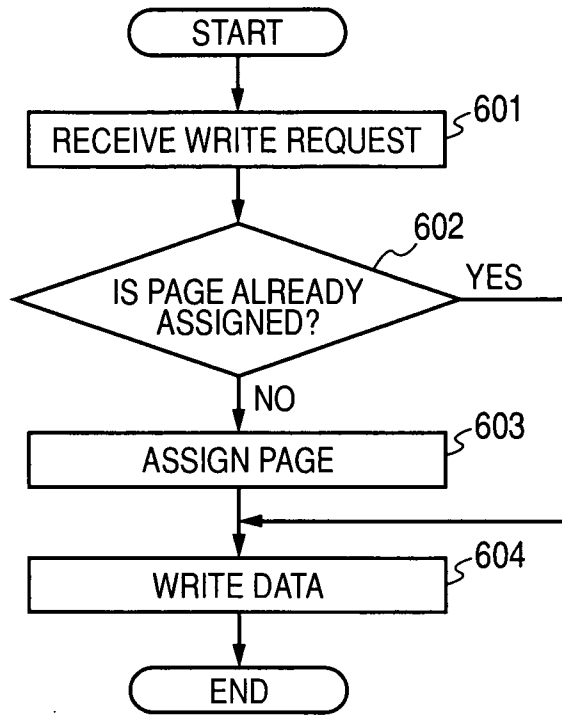 START
601
RECEIVE WRITE REQUEST
602
IS PAGE ALREADY
ASSIGNED?
YES
NO
603
ASSIGN PAGE
604
WRITE DATA
END